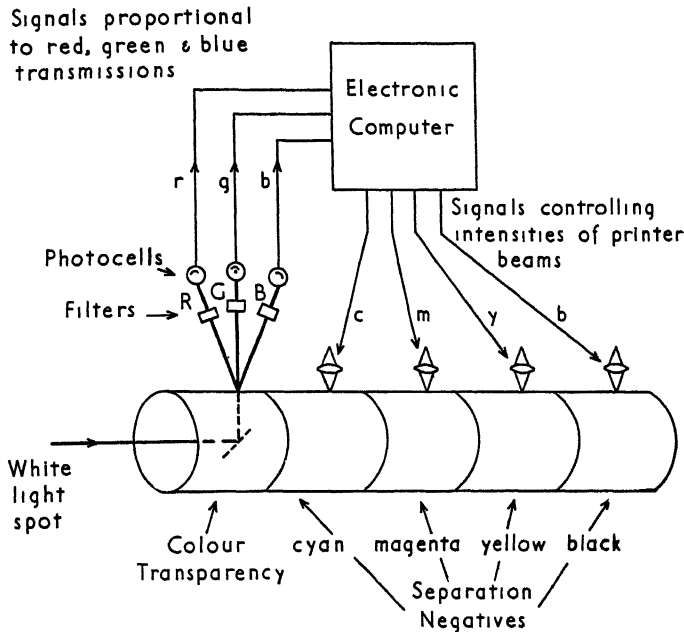 Signals proportional
to red, green & blue
transmissions
Electronic
Computer
r
g
b
Signals controlling
intensities of printer
beams
Photocells
Filters
R
G
B
c
m
y
b
White
light
spot
Colour
Transparency
cyan
magenta
yellow
black
Separation
Negatives